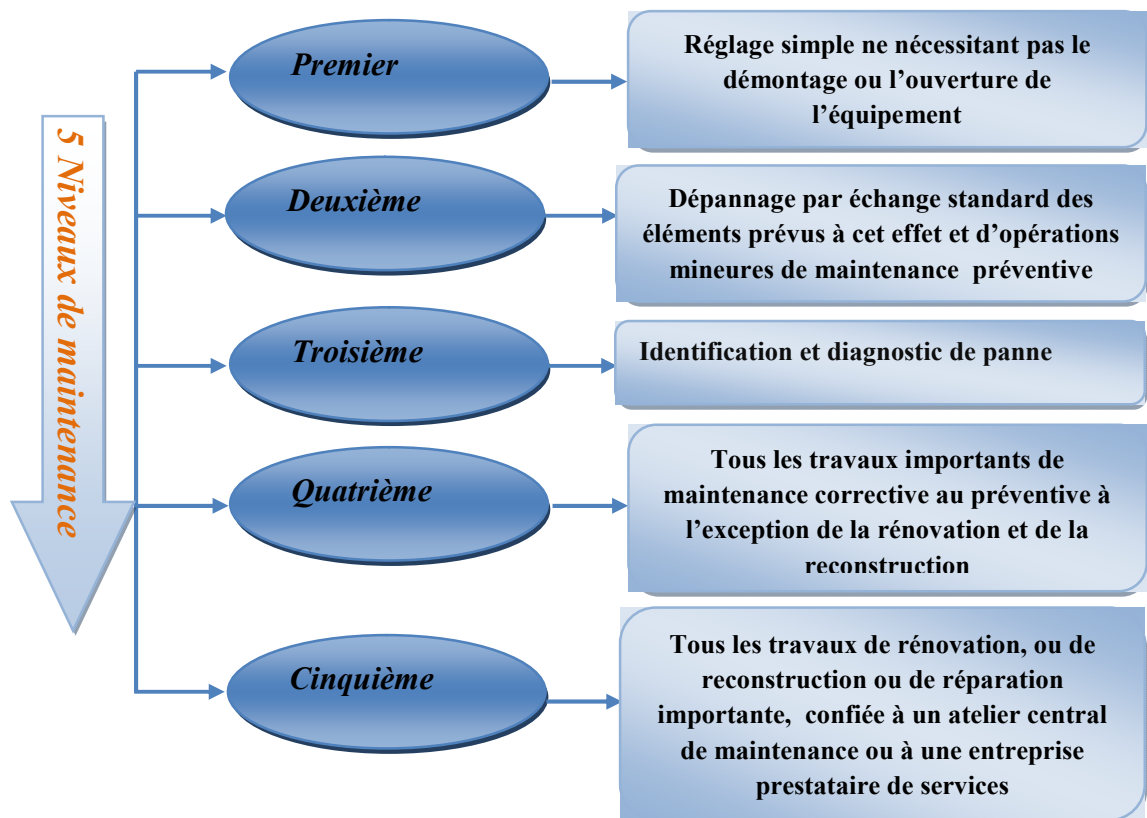 5 Niveaux de maintenance
Premier
Réglage simple ne nécessitant pas le
démontage ou l’ouverture de
l’équipement
Deuxième
Dépannage par échange standard des
éléments prévus à cet effet et d’opérations
mineures de maintenance préventive
Troisième
Identification et diagnostic de panne
Quatrième
Tous les travaux importants de
maintenance corrective au préventive à
l’exception de la rénovation et de la
reconstruction
Cinquième
Tous les travaux de rénovation, ou de
reconstruction ou de réparation
importante, confiée à un atelier central
de maintenance ou à une entreprise
prestataire de services